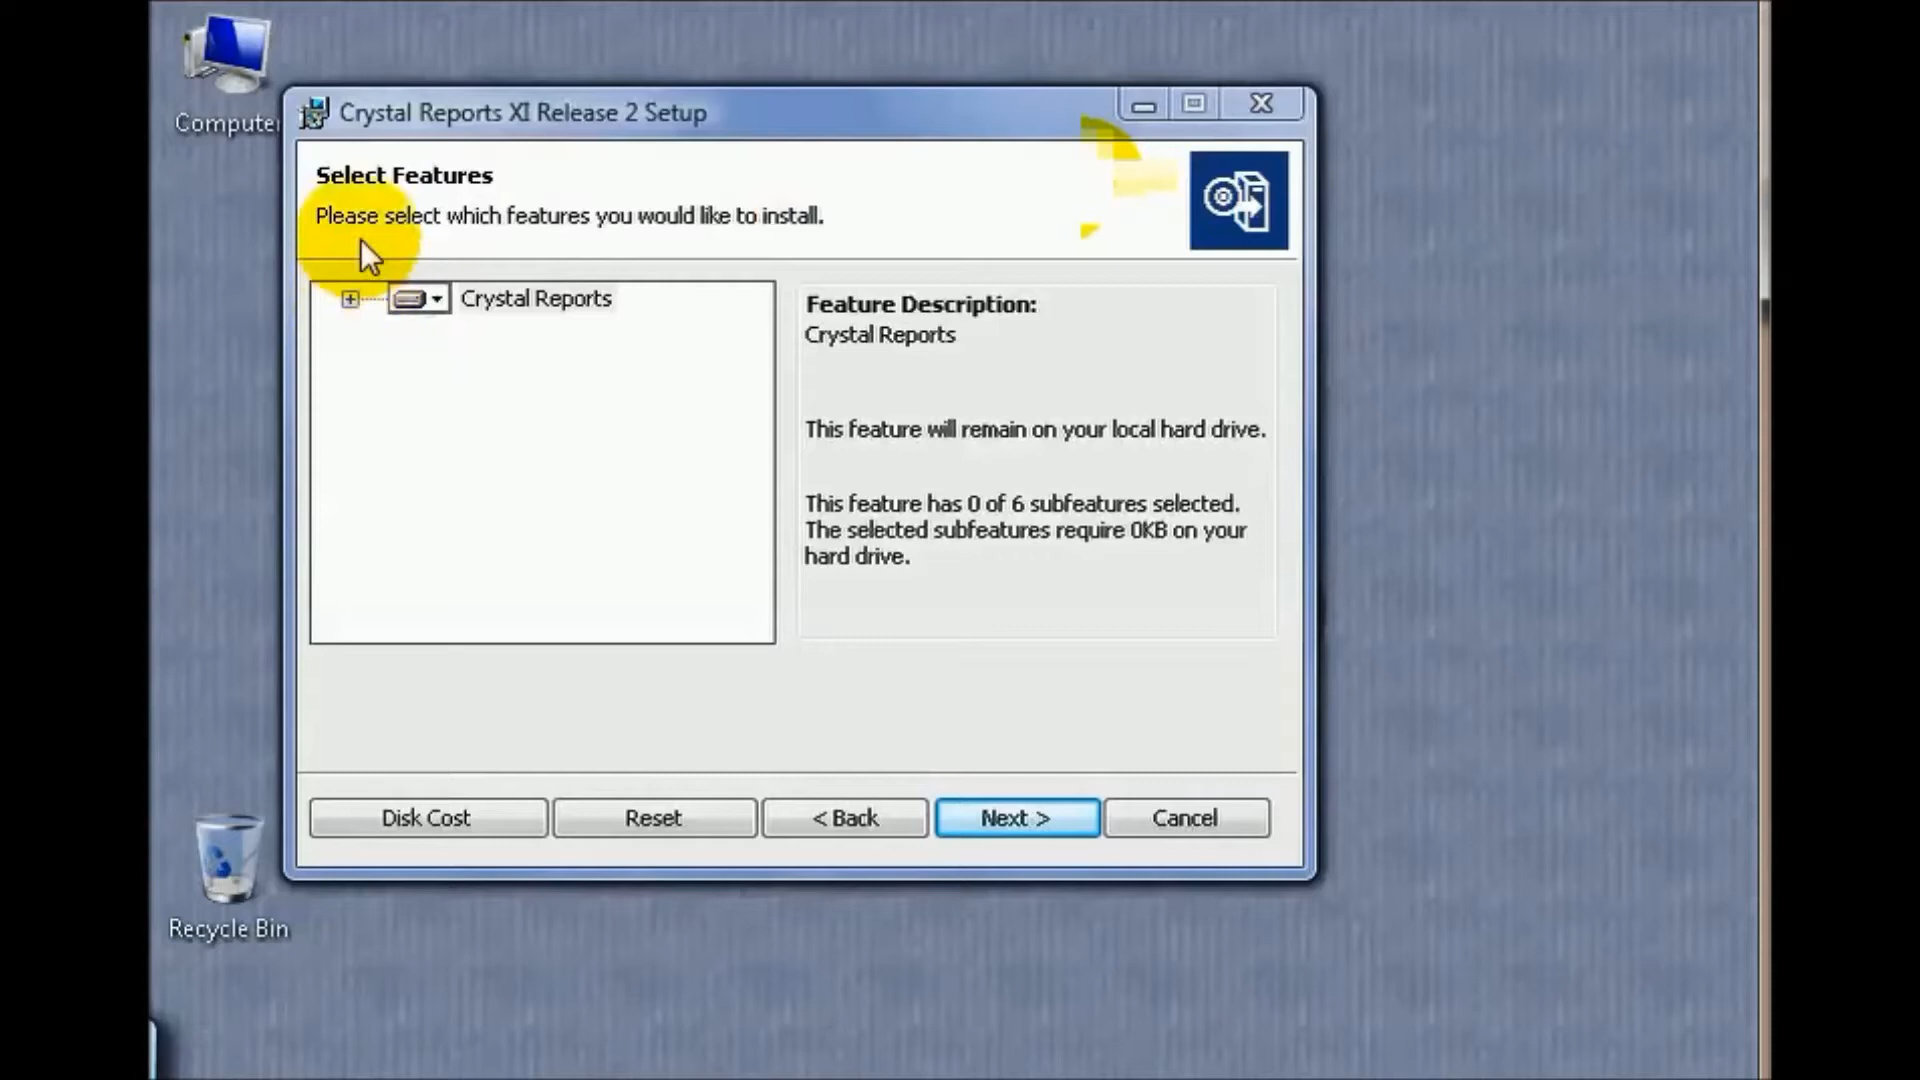 Computer
Crystal Reports XI Release 2 Setup
Select Features
Please select which features you would like to install.
Crystal Reports
Feature Description:
Crystal Reports
This feature will remain on your local hard drive.
This feature has 0 of 6 subfeatures selected.
The selected subfeatures require 0KB on your
hard drive.
Disk Cost
Reset
< Back
Next >
Cancel
Recycle Bin